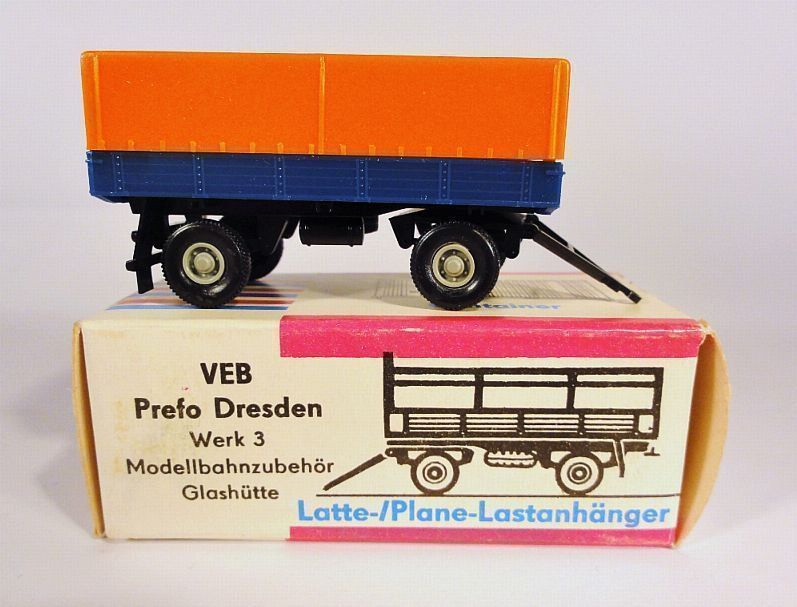 VEB
Prefo Dresden
Werk 3
Modellbahnzubehör
Glashütte
Latte-/Plane-Lastanhänger